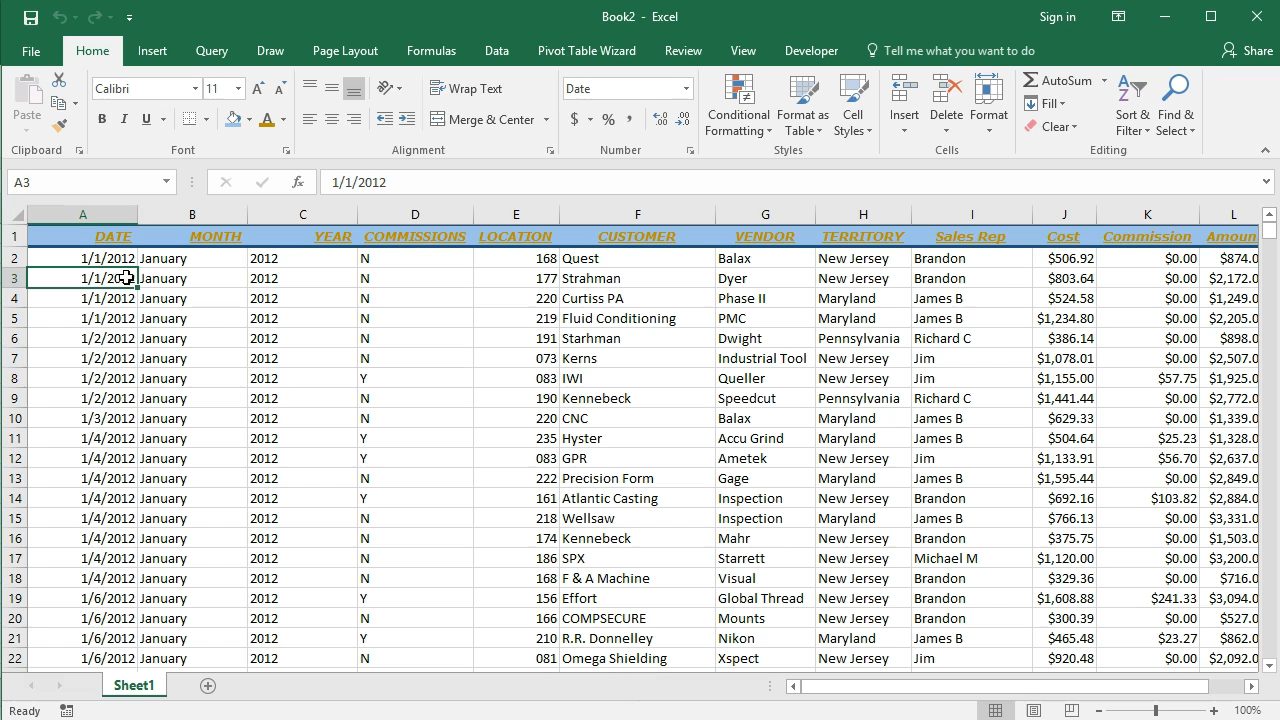 Book2 - Excel
Sign in
File Home Insert Query Draw Page Layout Formulas Data Pivot Table Wizard Review View Developer Tell me what you want to do Share
Paste
Calibri 11
B I U A
Wrap Text
Merge & Center
Date
$ % ,
Conditional Formatting
Format as Table
Cell Styles
Insert Delete Format
AutoSum
Fill
Clear
Sort & Filter
Find & Select
Clipboard Font Alignment Number Styles Cells Editing
A3 fx 1/1/2012
A B C D E F G H I J K L
1 DATE MONTH YEAR COMMISSIONS LOCATION CUSTOMER VENDOR TERRITORY Sales Rep Cost Commission Amoun
2 1/1/2012 January 2012 N 168 Quest Balax New Jersey Brandon $506.92 $0.00 $874.0
3 1/1/20 January 2012 N 177 Strahman Dyer New Jersey Brandon $803.64 $0.00 $2,172.0
4 1/1/2012 January 2012 N 220 Curtiss PA Phase II Maryland James B $524.58 $0.00 $1,249.0
5 1/1/2012 January 2012 N 219 Fluid Conditioning PMC Maryland James B $1,234.80 $0.00 $2,205.0
6 1/2/2012 January 2012 N 191 Starhman Dwight Pennsylvania Richard C $386.14 $0.00 $898.0
7 1/2/2012 January 2012 N 073 Kerns Industrial Tool New Jersey Jim $1,078.01 $0.00 $2,507.0
8 1/2/2012 January 2012 Y 083 IWI Queller New Jersey Jim $1,155.00 $57.75 $1,925.0
9 1/2/2012 January 2012 N 190 Kennebeck Speedcut Pennsylvania Richard C $1,441.44 $0.00 $2,772.0
10 1/3/2012 January 2012 N 220 CNC Balax Maryland James B $629.33 $0.00 $1,339.0
11 1/4/2012 January 2012 Y 235 Hyster Accu Grind Maryland James B $504.64 $25.23 $1,328.0
12 1/4/2012 January 2012 Y 083 GPR Ametek New Jersey Jim $1,133.91 $56.70 $2,637.0
13 1/4/2012 January 2012 N 222 Precision Form Gage Maryland James B $1,595.44 $0.00 $2,849.0
14 1/4/2012 January 2012 Y 161 Atlantic Casting Inspection New Jersey Brandon $692.16 $103.82 $2,884.0
15 1/4/2012 January 2012 N 218 Wellsaw Inspection Maryland James B $766.13 $0.00 $3,331.0
16 1/4/2012 January 2012 N 174 Kennebeck Mahr New Jersey Brandon $375.75 $0.00 $1,503.0
17 1/4/2012 January 2012 N 186 SPX Starrett New Jersey Michael M $1,120.00 $0.00 $3,200.0
18 1/4/2012 January 2012 N 168 F & A Machine Visual New Jersey Brandon $329.36 $0.00 $716.0
19 1/6/2012 January 2012 Y 156 Effort Global Thread New Jersey Brandon $1,608.88 $241.33 $3,094.0
20 1/6/2012 January 2012 N 166 COMPSECURE Mounts New Jersey Brandon $300.39 $0.00 $527.0
21 1/6/2012 January 2012 Y 210 R.R. Donnelley Nikon Maryland James B $465.48 $23.27 $862.0
22 1/6/2012 January 2012 N 081 Omega Shielding Xspect New Jersey Jim $920.48 $0.00 $2,092.0
Sheet1
Ready 100%